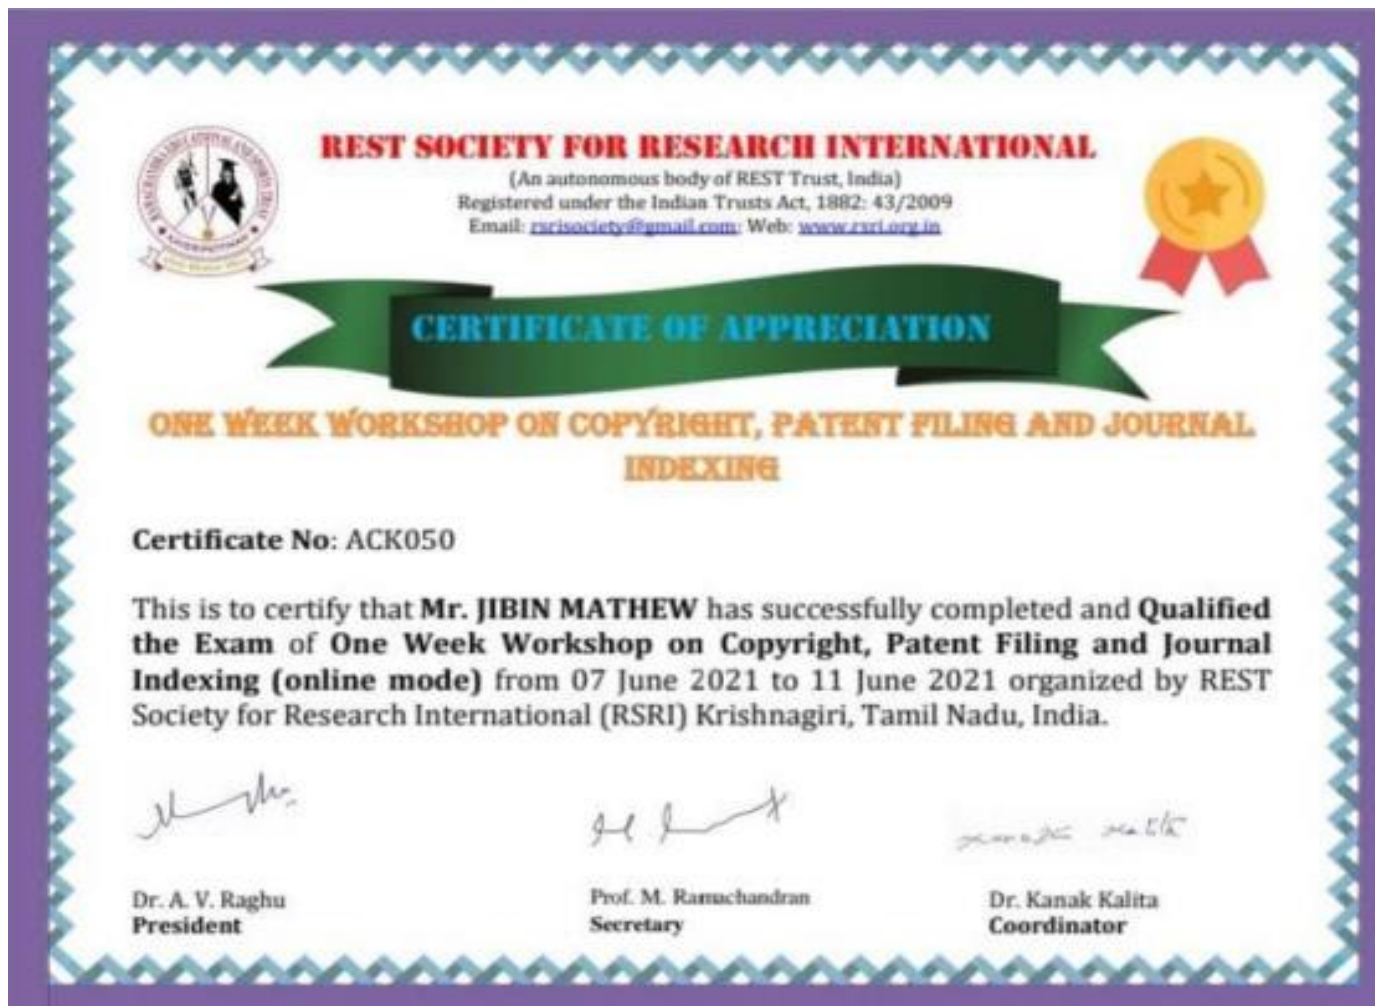 REST SOCIETY FOR RESEARCH INTERNATIONAL
(An autonomous body of REST Trust, India)
Registered under the Indian Trusts Act, 1882: 43/2009
Email: rsrisociety@gmail.com; Web: www.rsri.org.in
CERTIFICATE OF APPRECIATION
ONE WEEK WORKSHOP ON COPYRIGHT, PATENT FILING AND JOURNAL
INDEXING
Certificate No: ACK050
This is to certify that Mr. JIBIN MATHEW has successfully completed and Qualified
the Exam of One Week Workshop on Copyright, Patent Filing and Journal
Indexing (online mode) from 07 June 2021 to 11 June 2021 organized by REST
Society for Research International (RSRI) Krishnagiri, Tamil Nadu, India.
Dr. A. V. Raghu
President
Prof. M. Ramachandran
Secretary
Dr. Kanak Kalita
Coordinator